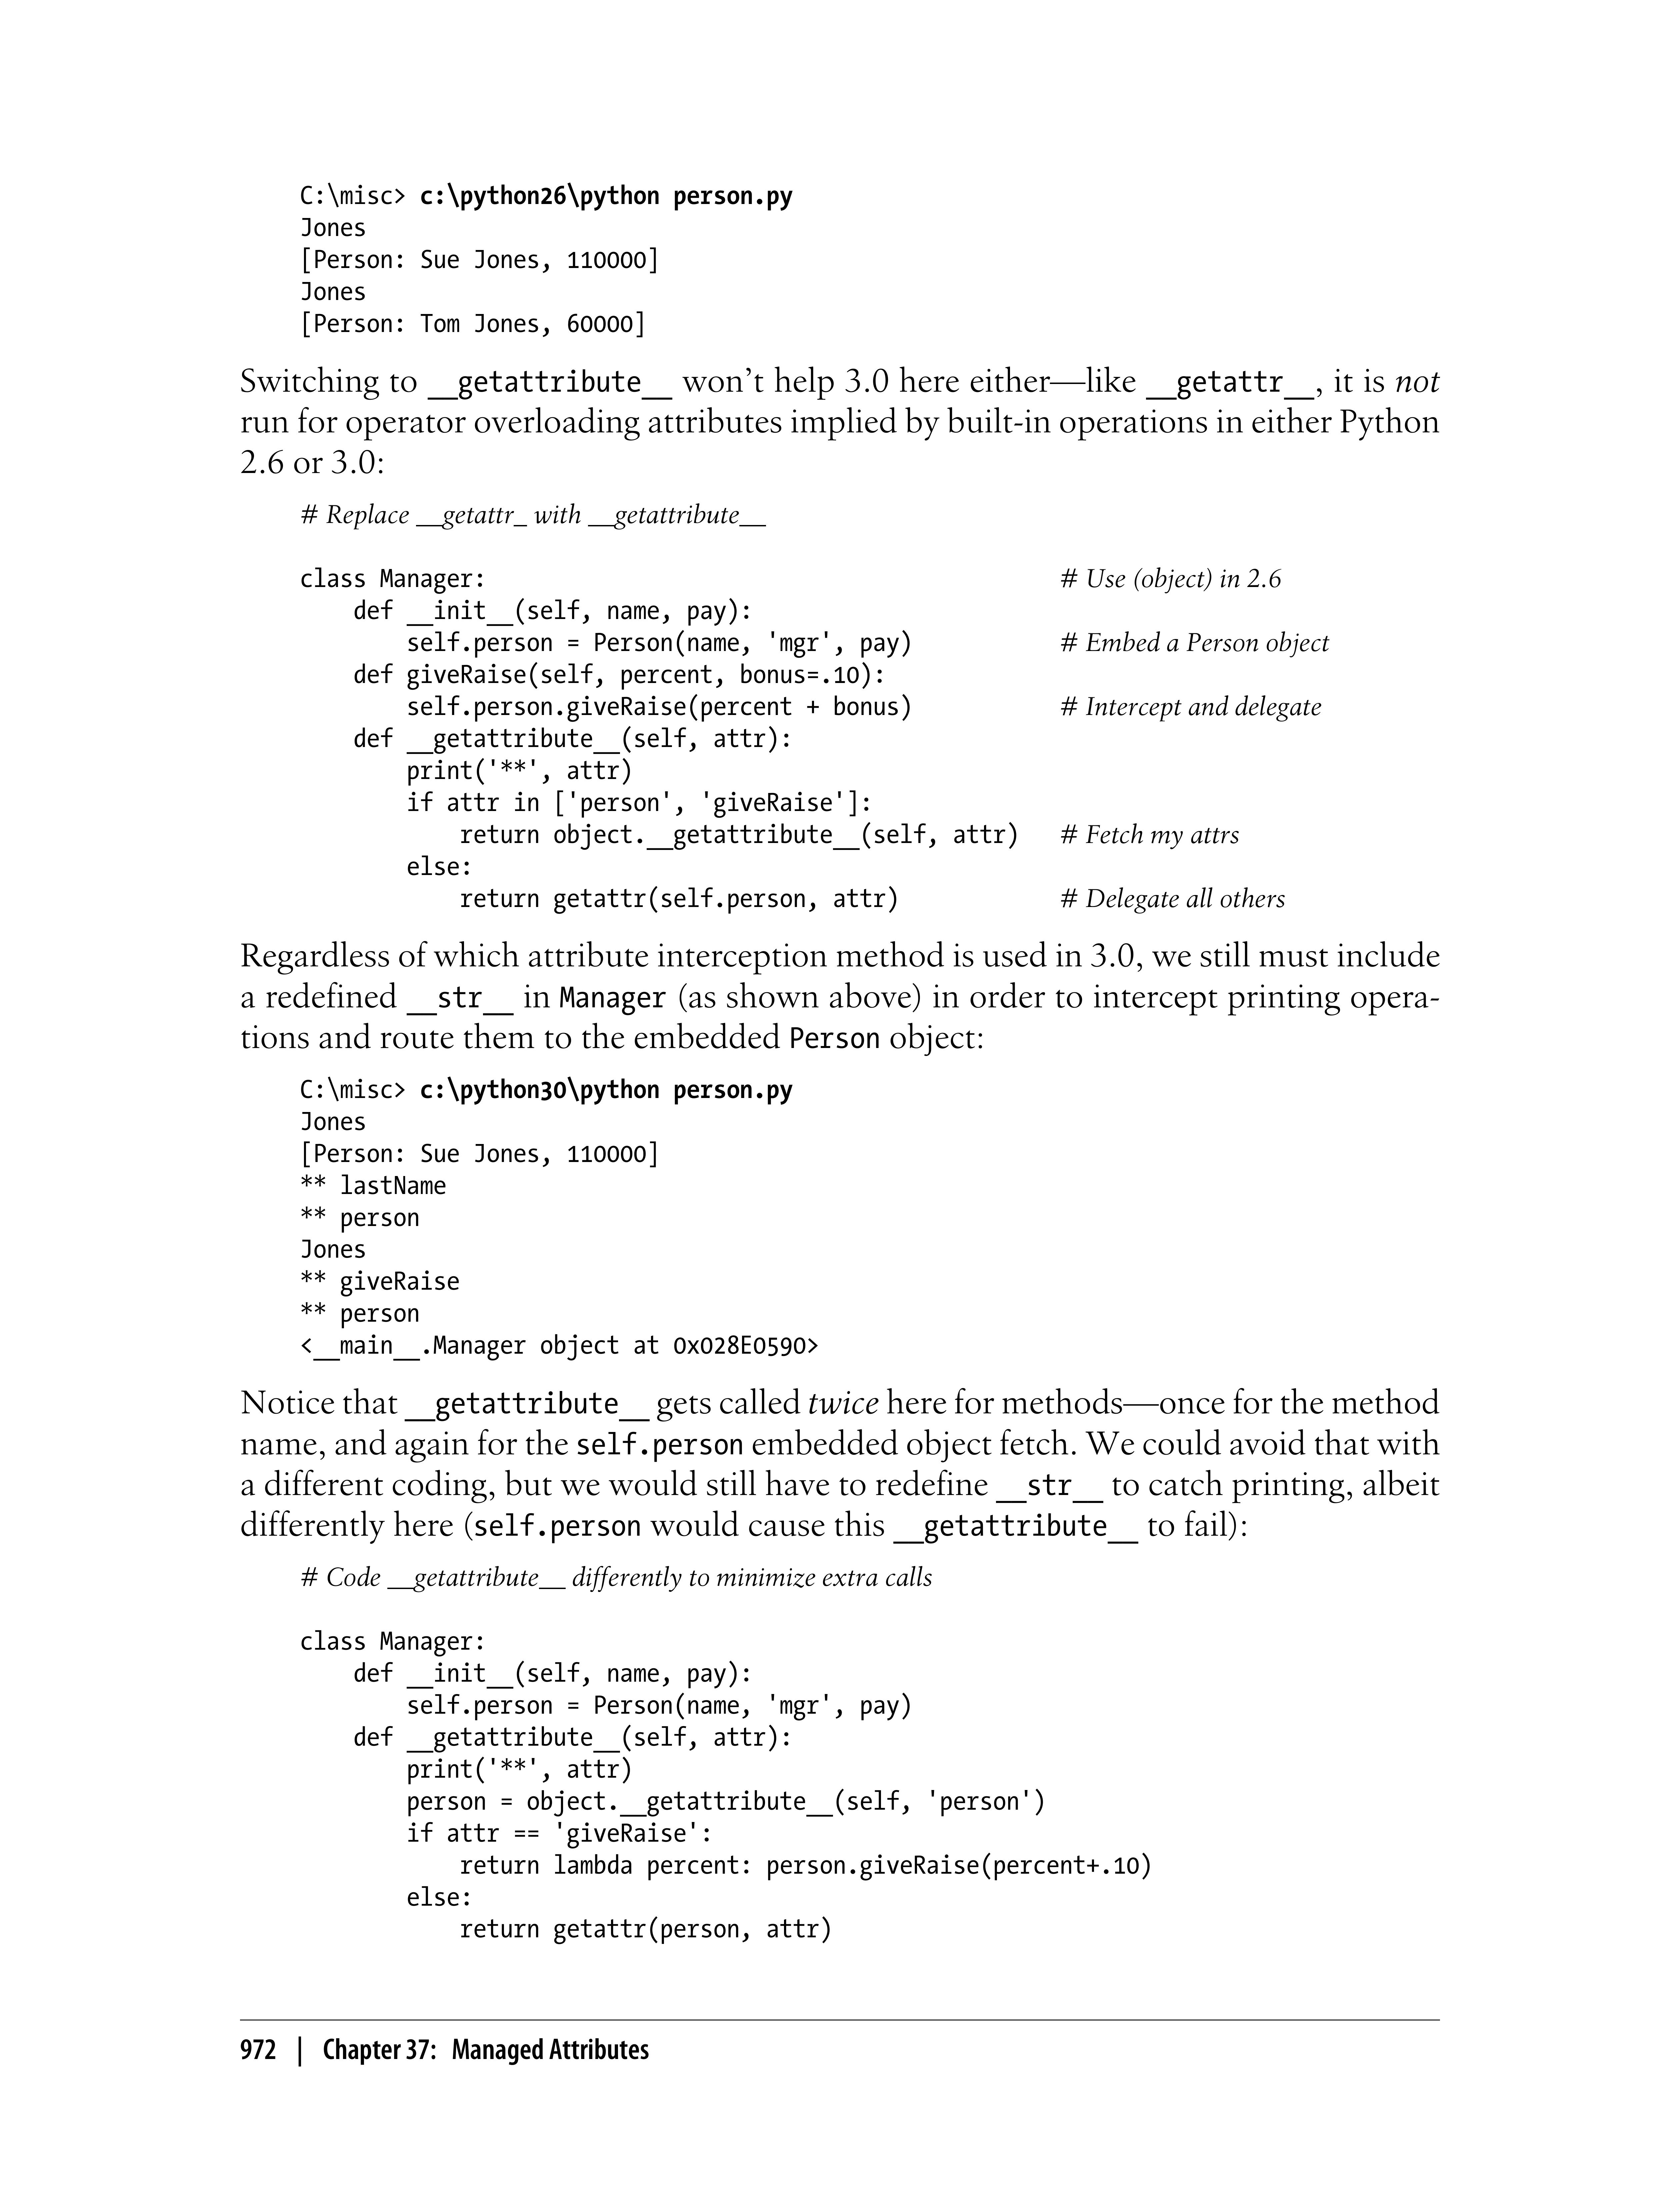 C:\misc> c:\python26\python person.py
Jones
[Person: Sue Jones, 110000]
Jones
[Person: Tom Jones, 60000]
Switching to __getattribute__ won’t help 3.0 here either—like __getattr__, it is not
run for operator overloading attributes implied by built-in operations in either Python
2.6 or 3.0:
# Replace __getattr_ with __getattribute__
class Manager:                                           # Use (object) in 2.6
    def __init__(self, name, pay):
        self.person = Person(name, 'mgr', pay)           # Embed a Person object
    def giveRaise(self, percent, bonus=.10):
        self.person.giveRaise(percent + bonus)           # Intercept and delegate
    def __getattribute__(self, attr):
        print('**', attr)
        if attr in ['person', 'giveRaise']:
            return object.__getattribute__(self, attr)   # Fetch my attrs
        else:
            return getattr(self.person, attr)            # Delegate all others
Regardless of which attribute interception method is used in 3.0, we still must include
a redefined __str__ in Manager (as shown above) in order to intercept printing opera-
tions and route them to the embedded Person object:
C:\misc> c:\python30\python person.py
Jones
[Person: Sue Jones, 110000]
** lastName
** person
Jones
** giveRaise
** person
<__main__.Manager object at 0x028E0590>
Notice that __getattribute__ gets called twice here for methods—once for the method
name, and again for the self.person embedded object fetch. We could avoid that with
a different coding, but we would still have to redefine __str__ to catch printing, albeit
differently here (self.person would cause this __getattribute__ to fail):
# Code __getattribute__ differently to minimize extra calls
class Manager:
    def __init__(self, name, pay):
        self.person = Person(name, 'mgr', pay)
    def __getattribute__(self, attr):
        print('**', attr)
        person = object.__getattribute__(self, 'person')
        if attr == 'giveRaise':
            return lambda percent: person.giveRaise(percent+.10)
        else:
            return getattr(person, attr)
972 | Chapter 37: Managed Attributes